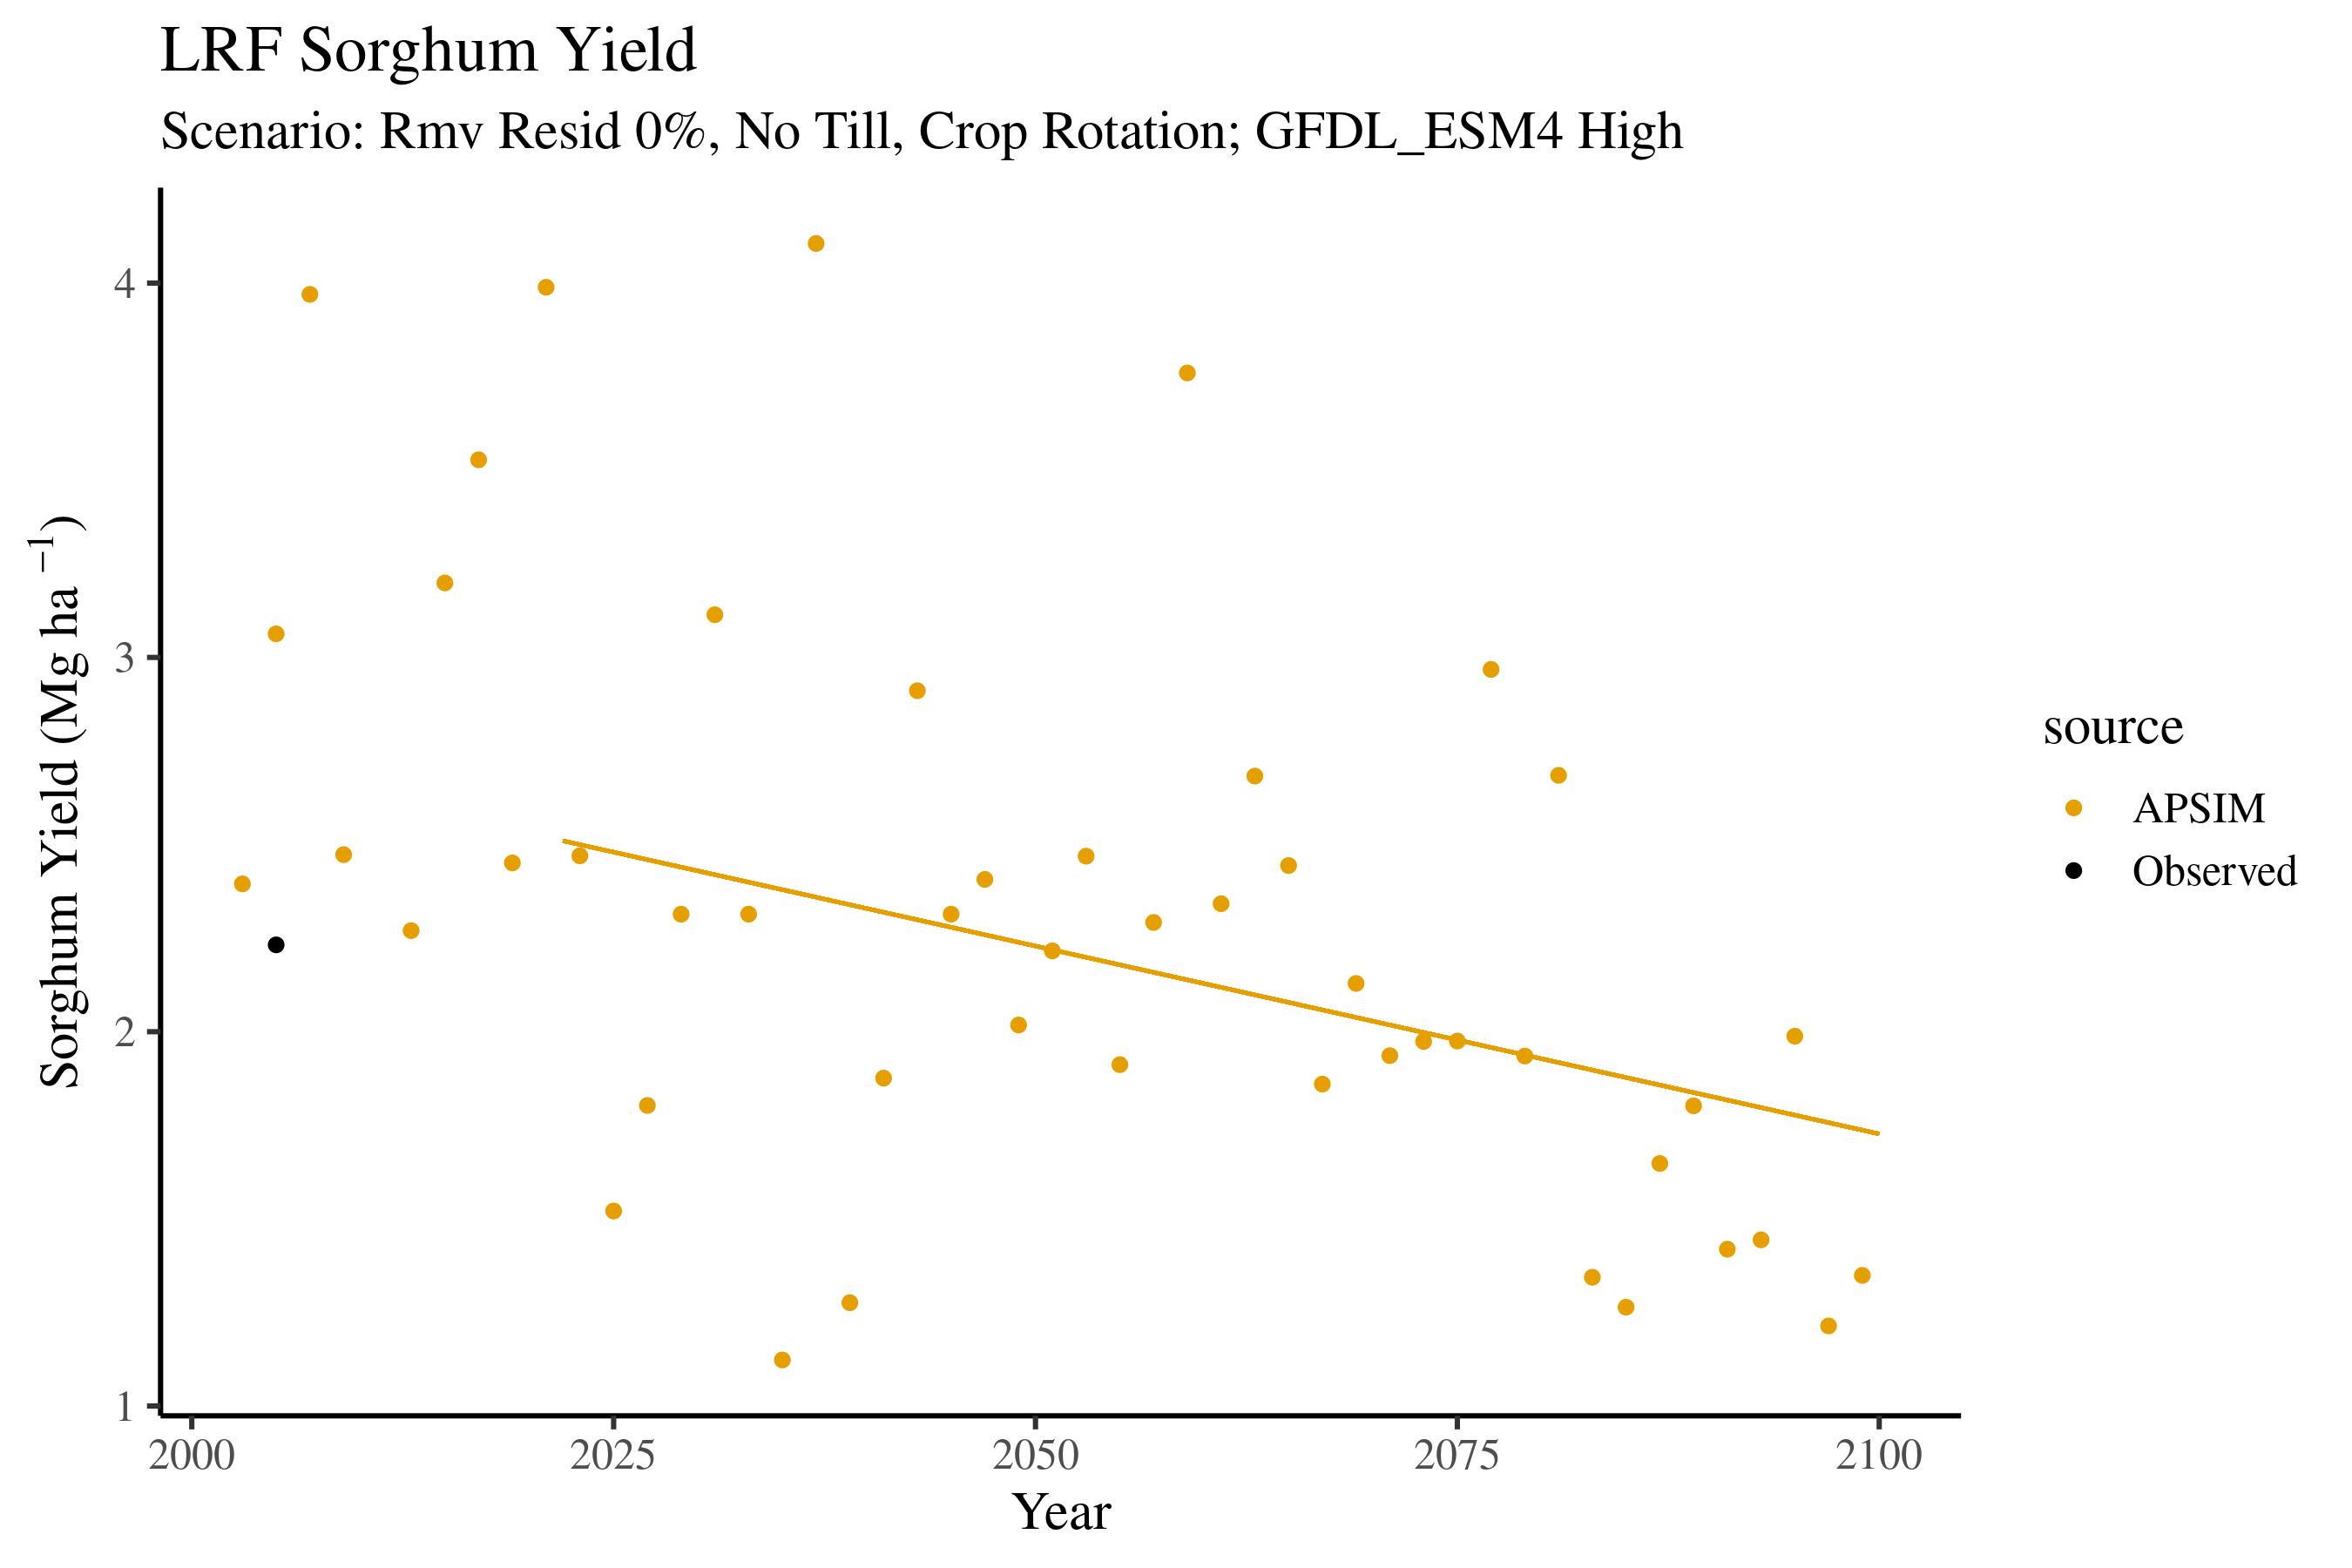 LRF Sorghum Yield
Scenario: Rmv Resid 0%, No Till, Crop Rotation; GFDL_ESM4 High
Sorghum Yield (Mg ha −1)
4
3
2
1
2000 2025 2050 2075 2100
Year
source
APSIM
Observed